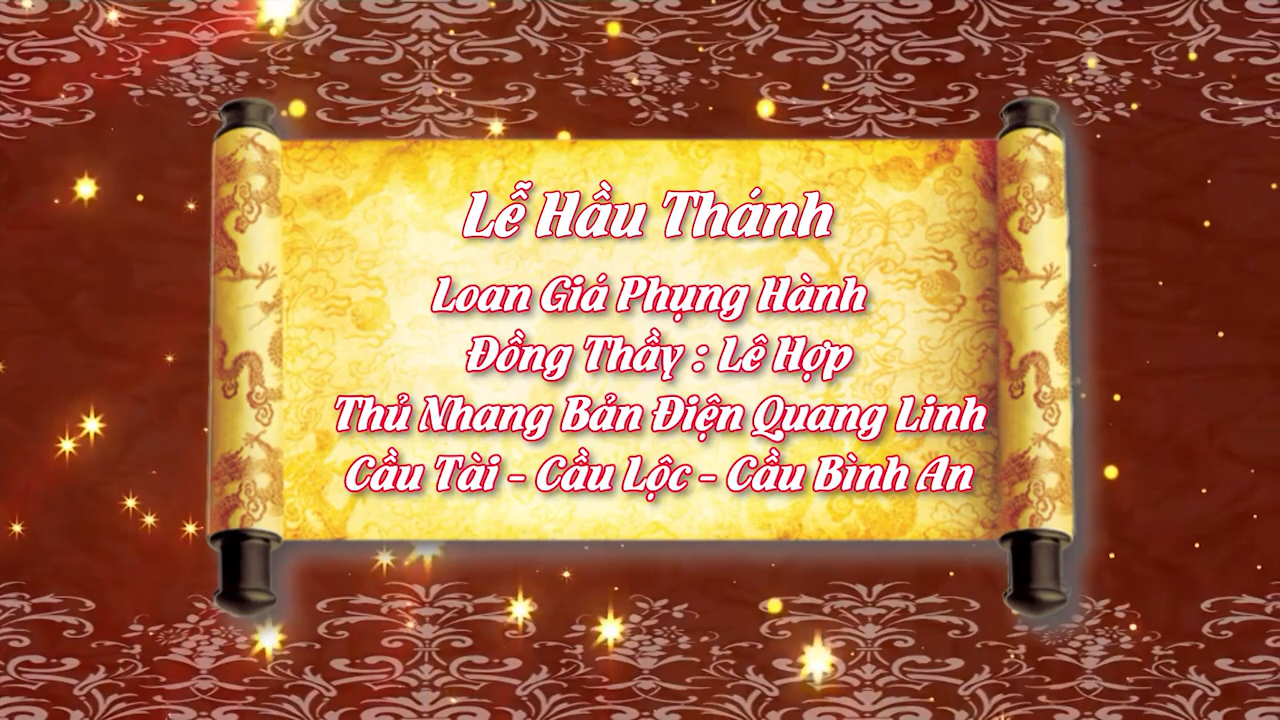 Lễ Hầu Thánh
Loan Giá Phụng Hành
Đồng Thầy : Lê Hợp
Thủ Nhang Bản Điện Quang Linh
Cầu Tài - Cầu Lộc - Cầu Bình An